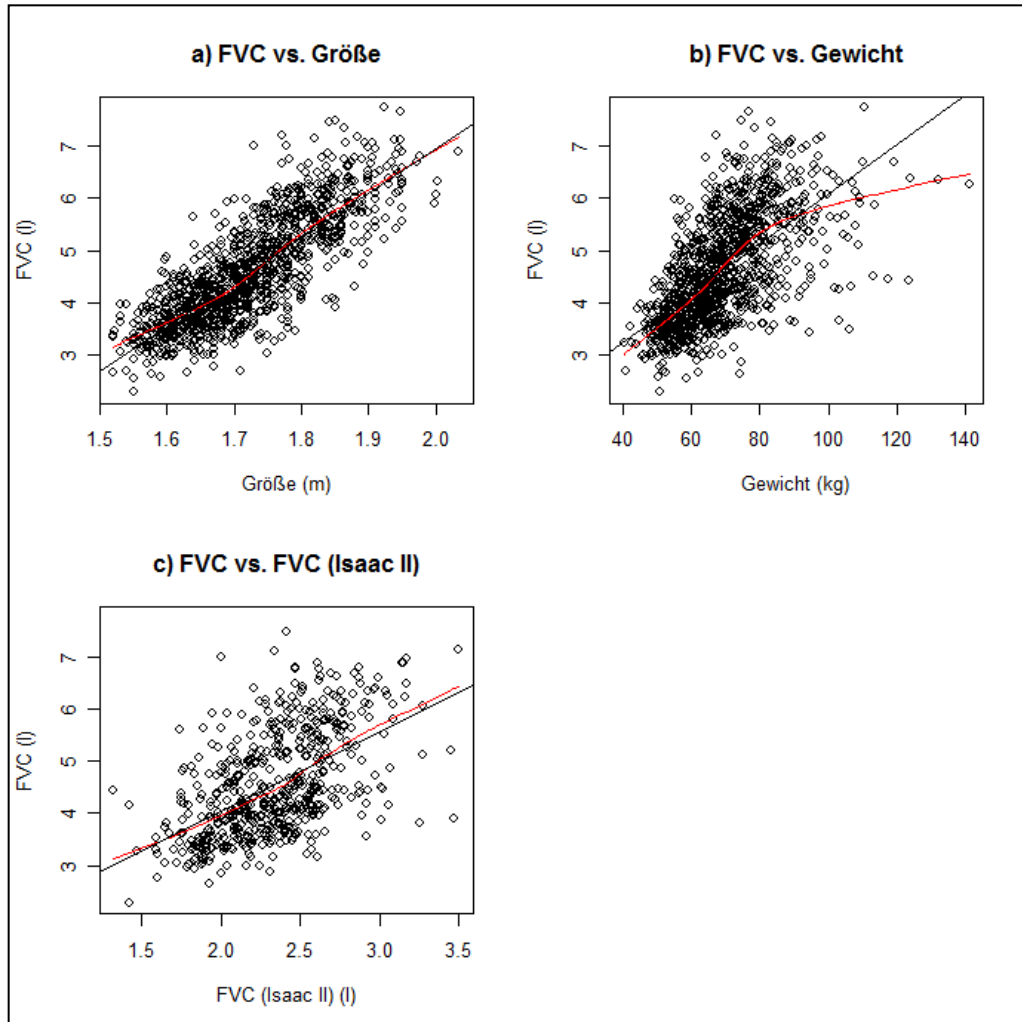 a) FVC vs. Größe
FVC (l)
7
6
5
4
3
1.5 1.6 1.7 1.8 1.9 2.0
Größe (m)
b) FVC vs. Gewicht
FVC (l)
7
6
5
4
3
40 60 80 100 120 140
Gewicht (kg)
c) FVC vs. FVC (Isaac II)
FVC (l)
7
6
5
4
3
1.5 2.0 2.5 3.0 3.5
FVC (Isaac II) (l)